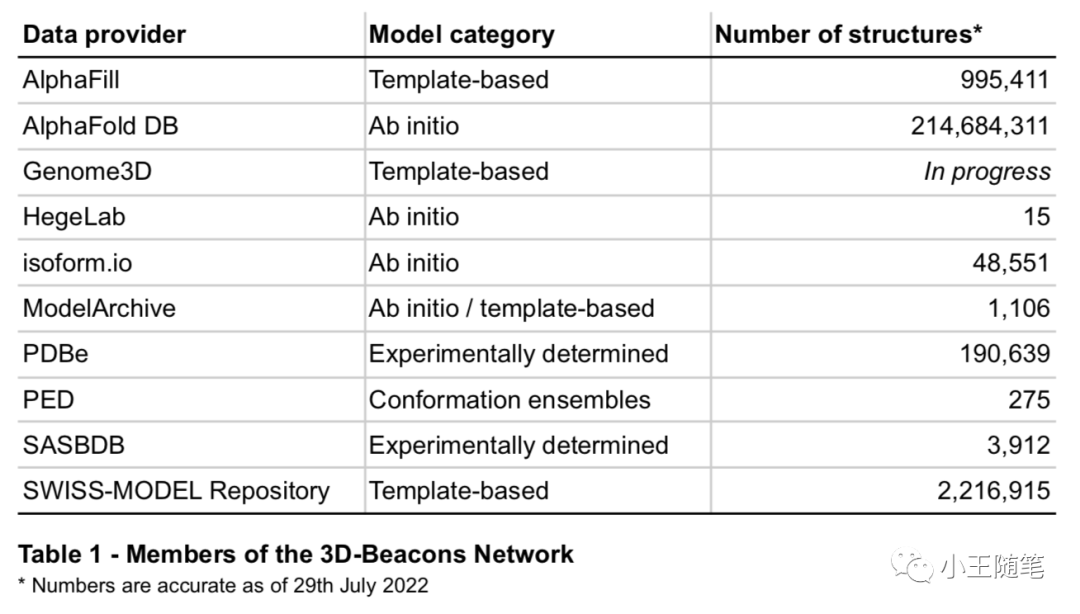 Data provider Model category Number of structures*
AlphaFill Template-based 995,411
AlphaFold DB Ab initio 214,684,311
Genome3D Template-based In progress
HegeLab Ab initio 15
isoform.io Ab initio 48,551
ModelArchive Ab initio / template-based 1,106
PDBe Experimentally determined 190,639
PED Conformation ensembles 275
SASBDB Experimentally determined 3,912
SWISS-MODEL Repository Template-based 2,216,915
Table 1 - Members of the 3D-Beacons Network
* Numbers are accurate as of 29th July 2022
小王随笔